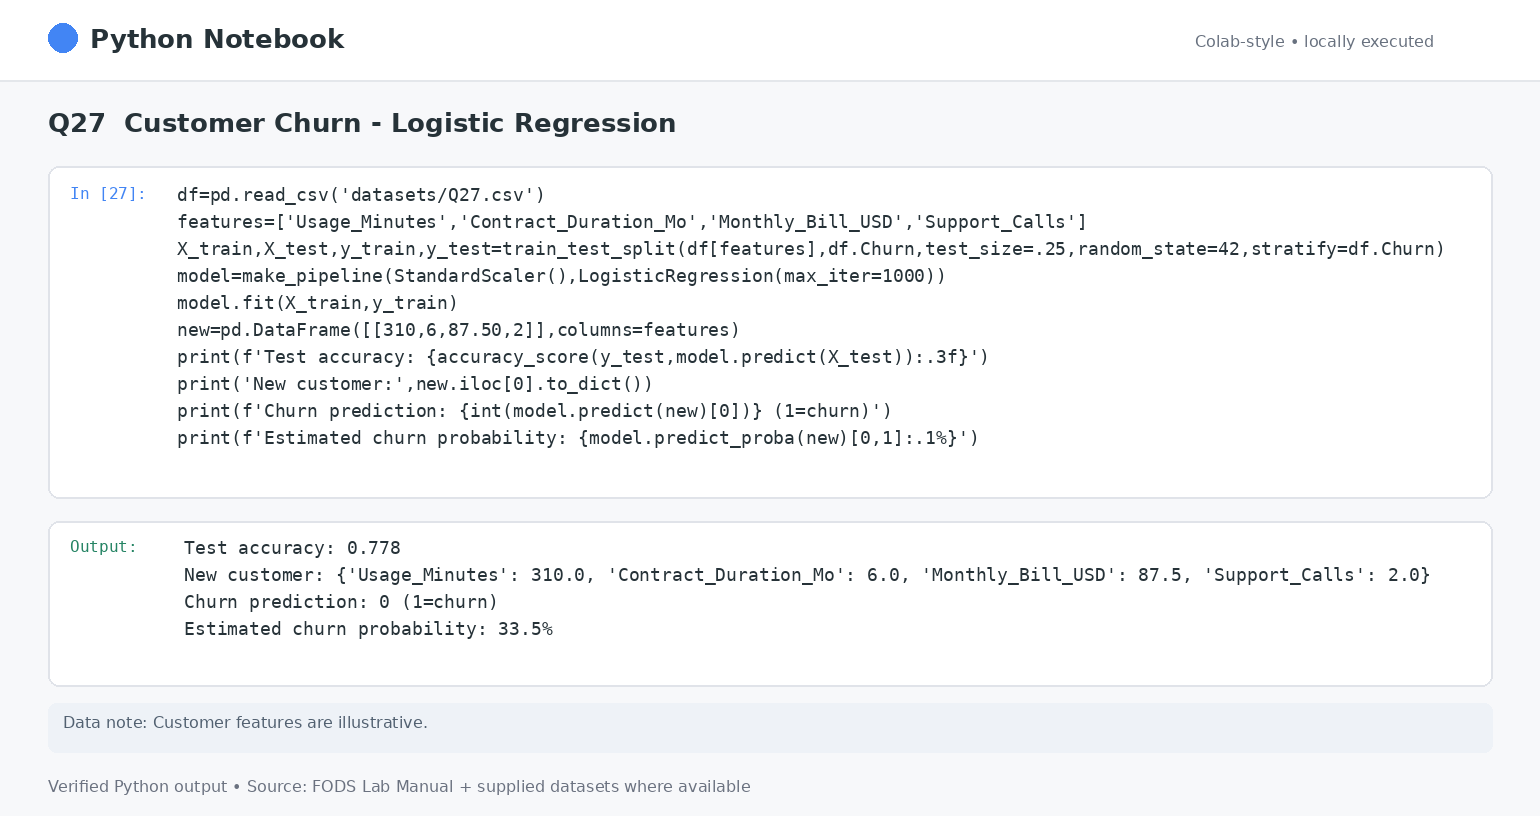 Python Notebook
Colab-style • locally executed
Q27  Customer Churn - Logistic Regression
In [27]:
df=pd.read_csv('datasets/Q27.csv')
features=['Usage_Minutes','Contract_Duration_Mo','Monthly_Bill_USD','Support_Calls']
X_train,X_test,y_train,y_test=train_test_split(df[features],df.Churn,test_size=.25,random_state=42,stratify=df.Churn)
model=make_pipeline(StandardScaler(),LogisticRegression(max_iter=1000))
model.fit(X_train,y_train)
new=pd.DataFrame([[310,6,87.50,2]],columns=features)
print(f'Test accuracy: {accuracy_score(y_test,model.predict(X_test)):.3f}')
print('New customer:',new.iloc[0].to_dict())
print(f'Churn prediction: {int(model.predict(new)[0])} (1=churn)')
print(f'Estimated churn probability: {model.predict_proba(new)[0,1]:.1%}')
Output:
Test accuracy: 0.778
New customer: {'Usage_Minutes': 310.0, 'Contract_Duration_Mo': 6.0, 'Monthly_Bill_USD': 87.5, 'Support_Calls': 2.0}
Churn prediction: 0 (1=churn)
Estimated churn probability: 33.5%
Data note: Customer features are illustrative.
Verified Python output • Source: FODS Lab Manual + supplied datasets where available